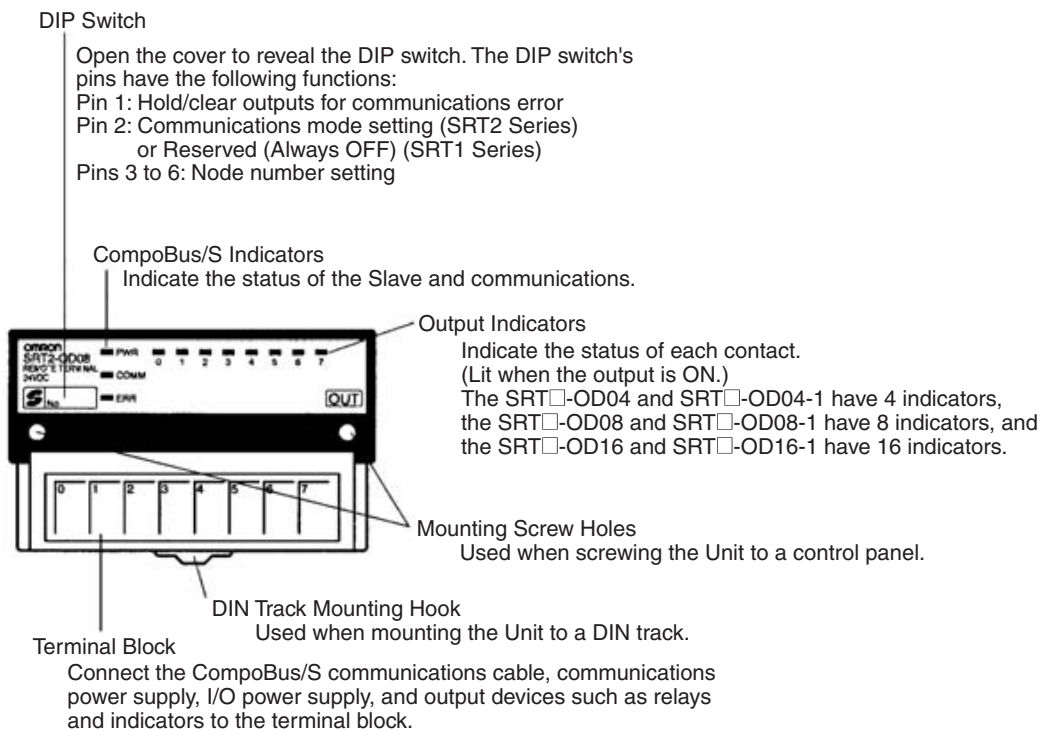 DIP Switch
Open the cover to reveal the DIP switch. The DIP switch's
pins have the following functions:
Pin 1: Hold/clear outputs for communications error
Pin 2: Communications mode setting (SRT2 Series)
or Reserved (Always OFF) (SRT1 Series)
Pins 3 to 6: Node number setting
CompoBus/S Indicators
Indicate the status of the Slave and communications.
Output Indicators
Indicate the status of each contact.
(Lit when the output is ON.)
The SRT□-OD04 and SRT□-OD04-1 have 4 indicators,
the SRT□-OD08 and SRT□-OD08-1 have 8 indicators, and
the SRT□-OD16 and SRT□-OD16-1 have 16 indicators.
OMRON
SRT2-OD08
REMOTE TERMINAL
24VDC
PWR
0 1 2 3 4 5 6 7
COMM
S No.
ERR
OUT
0 1 2 3 4 5 6 7
Mounting Screw Holes
Used when screwing the Unit to a control panel.
DIN Track Mounting Hook
Used when mounting the Unit to a DIN track.
Terminal Block
Connect the CompoBus/S communications cable, communications
power supply, I/O power supply, and output devices such as relays
and indicators to the terminal block.